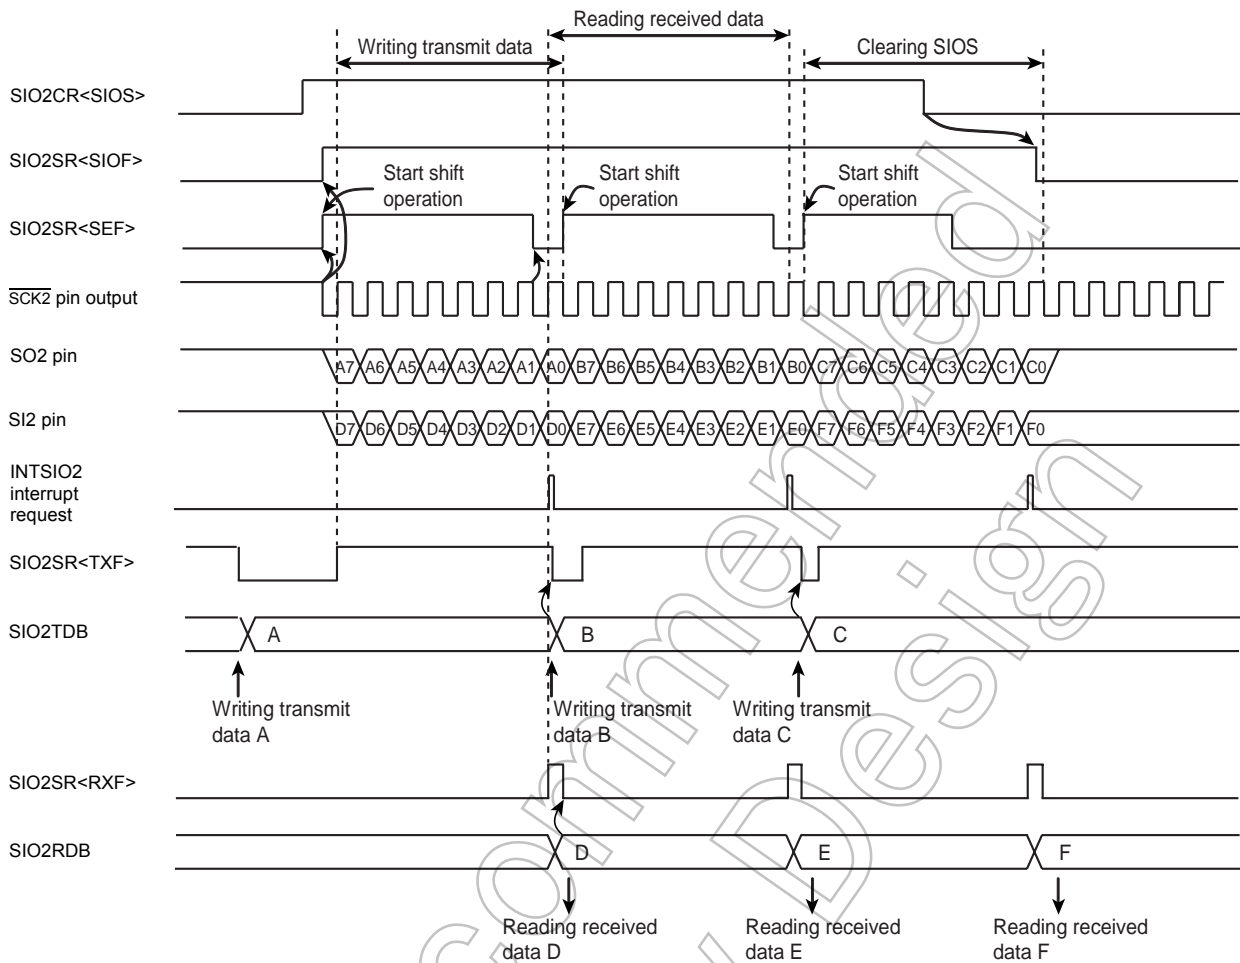 Reading received data
Writing transmit data
Clearing SIOS
SIO2CR<SIOS>
SIO2SR<SIOF>
Start shift
operation
Start shift
operation
Start shift
operation
SIO2SR<SEF>
SCK2 pin output
SO2 pin
A7 A6 A5 A4 A3 A2 A1 A0 B7 B6 B5 B4 B3 B2 B1 B0 C7 C6 C5 C4 C3 C2 C1 C0
SI2 pin
D7 D6 D5 D4 D3 D2 D1 D0 E7 E6 E5 E4 E3 E2 E1 E0 F7 F6 F5 F4 F3 F2 F1 F0
INTSIO2
interrupt
request
SIO2SR<TXF>
SIO2TDB
A B C
Writing transmit
data A
Writing transmit
data B
Writing transmit
data C
SIO2SR<RXF>
SIO2RDB
D E F
Reading received
data D
Reading received
data E
Reading received
data F
ommended
Design